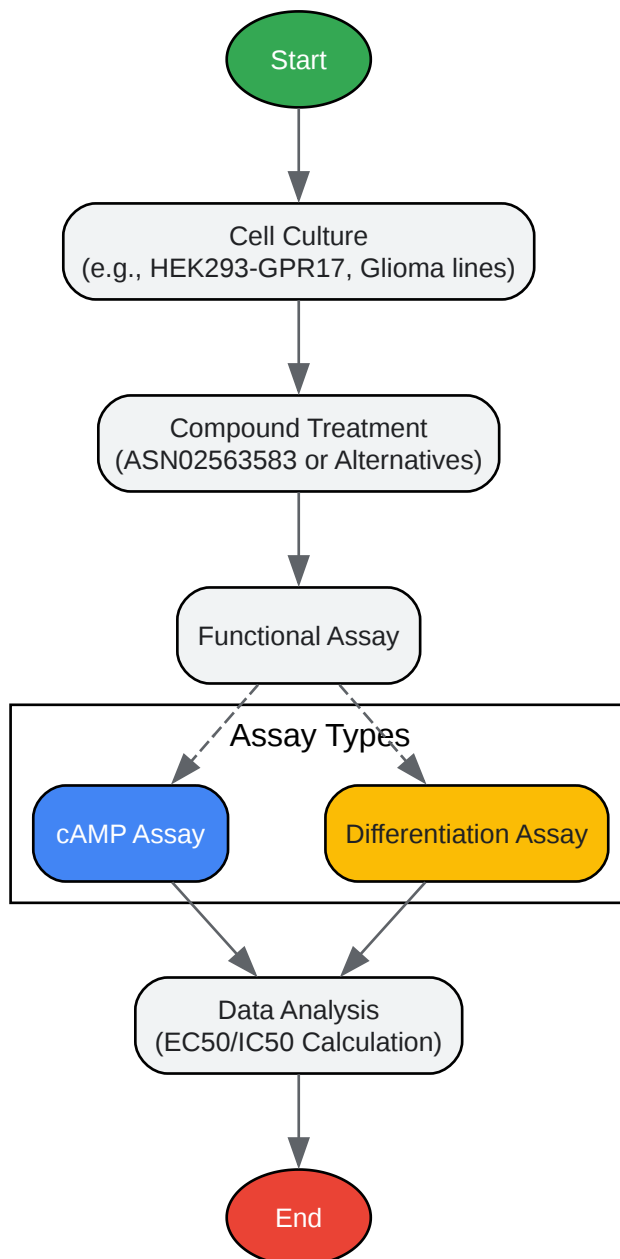 Start
Cell Culture
(e.g., HEK293-GPR17, Glioma lines)
Compound Treatment
(ASN02563583 or Alternatives)
Functional Assay
Assay Types
cAMP Assay
Differentiation Assay
Data Analysis
(EC50/IC50 Calculation)
End